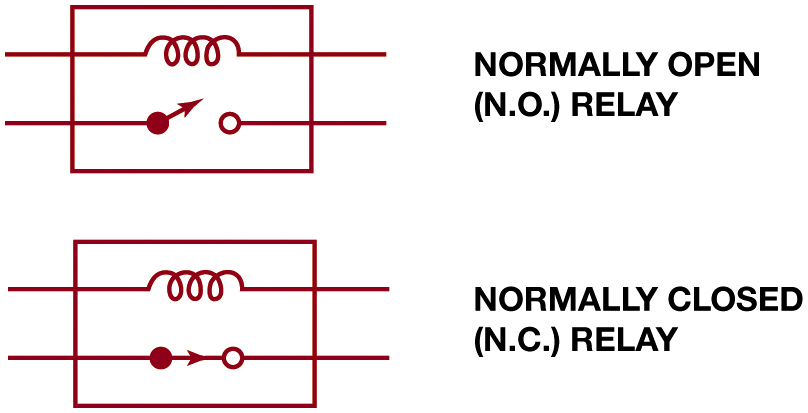 NORMALLY OPEN
(N.O.) RELAY
NORMALLY CLOSED
(N.C.) RELAY